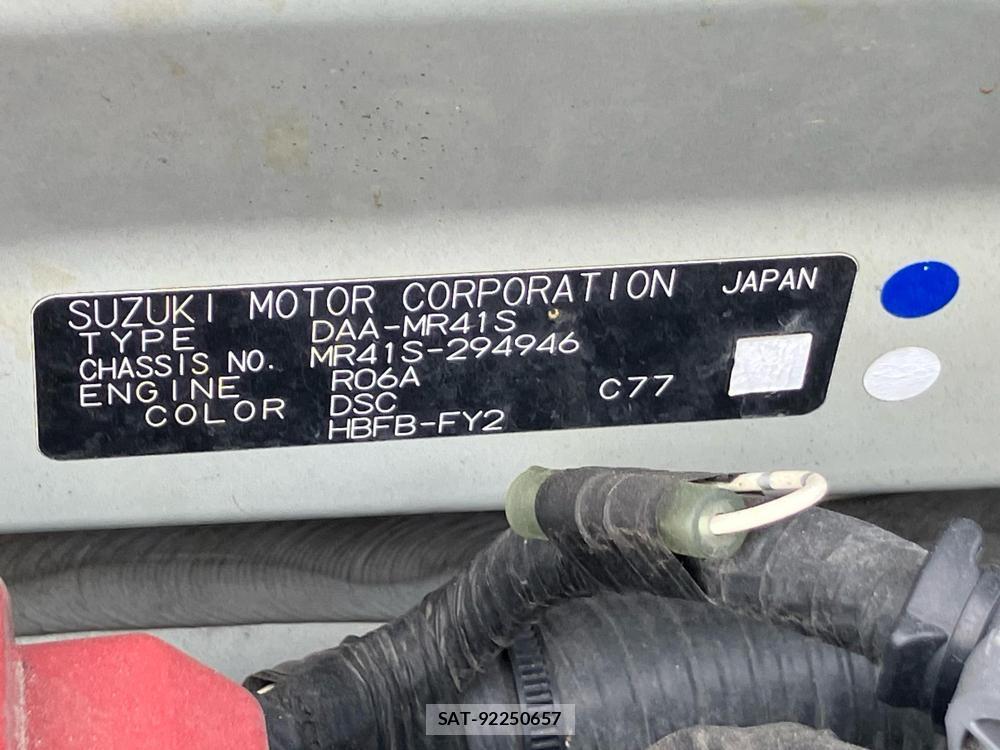 SUZUKI MOTOR CORPORATION JAPAN
TYPE DAA-MR41S
CHASSIS NO. MR41S-294946
ENGINE R06A
COLOR DSC C77
HBFB-FY2
SAT-92250657